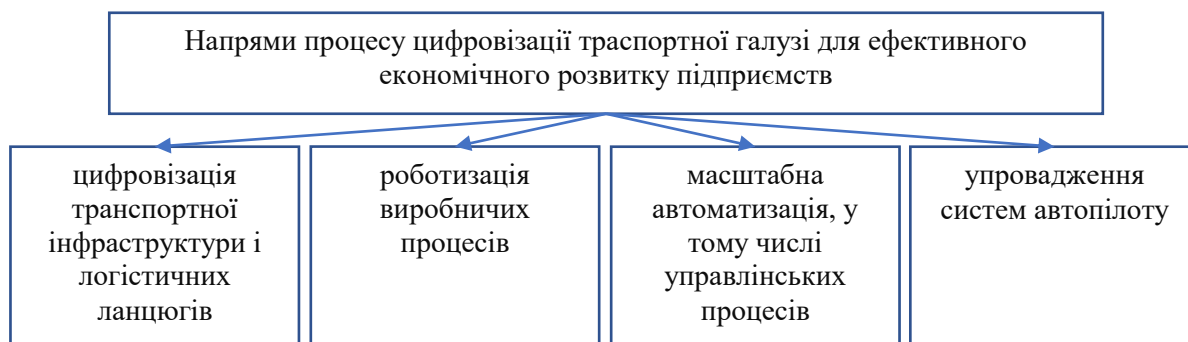 Напрями процесу цифровізації траспортної галузі для ефективного
економічного розвитку підприємств
цифровізація
транспортної
інфраструктури і
логістичних
ланцюгів
роботизація
виробничих
процесів
масштабна
автоматизація, у
тому числі
управлінських
процесів
упровадження
систем автопілоту